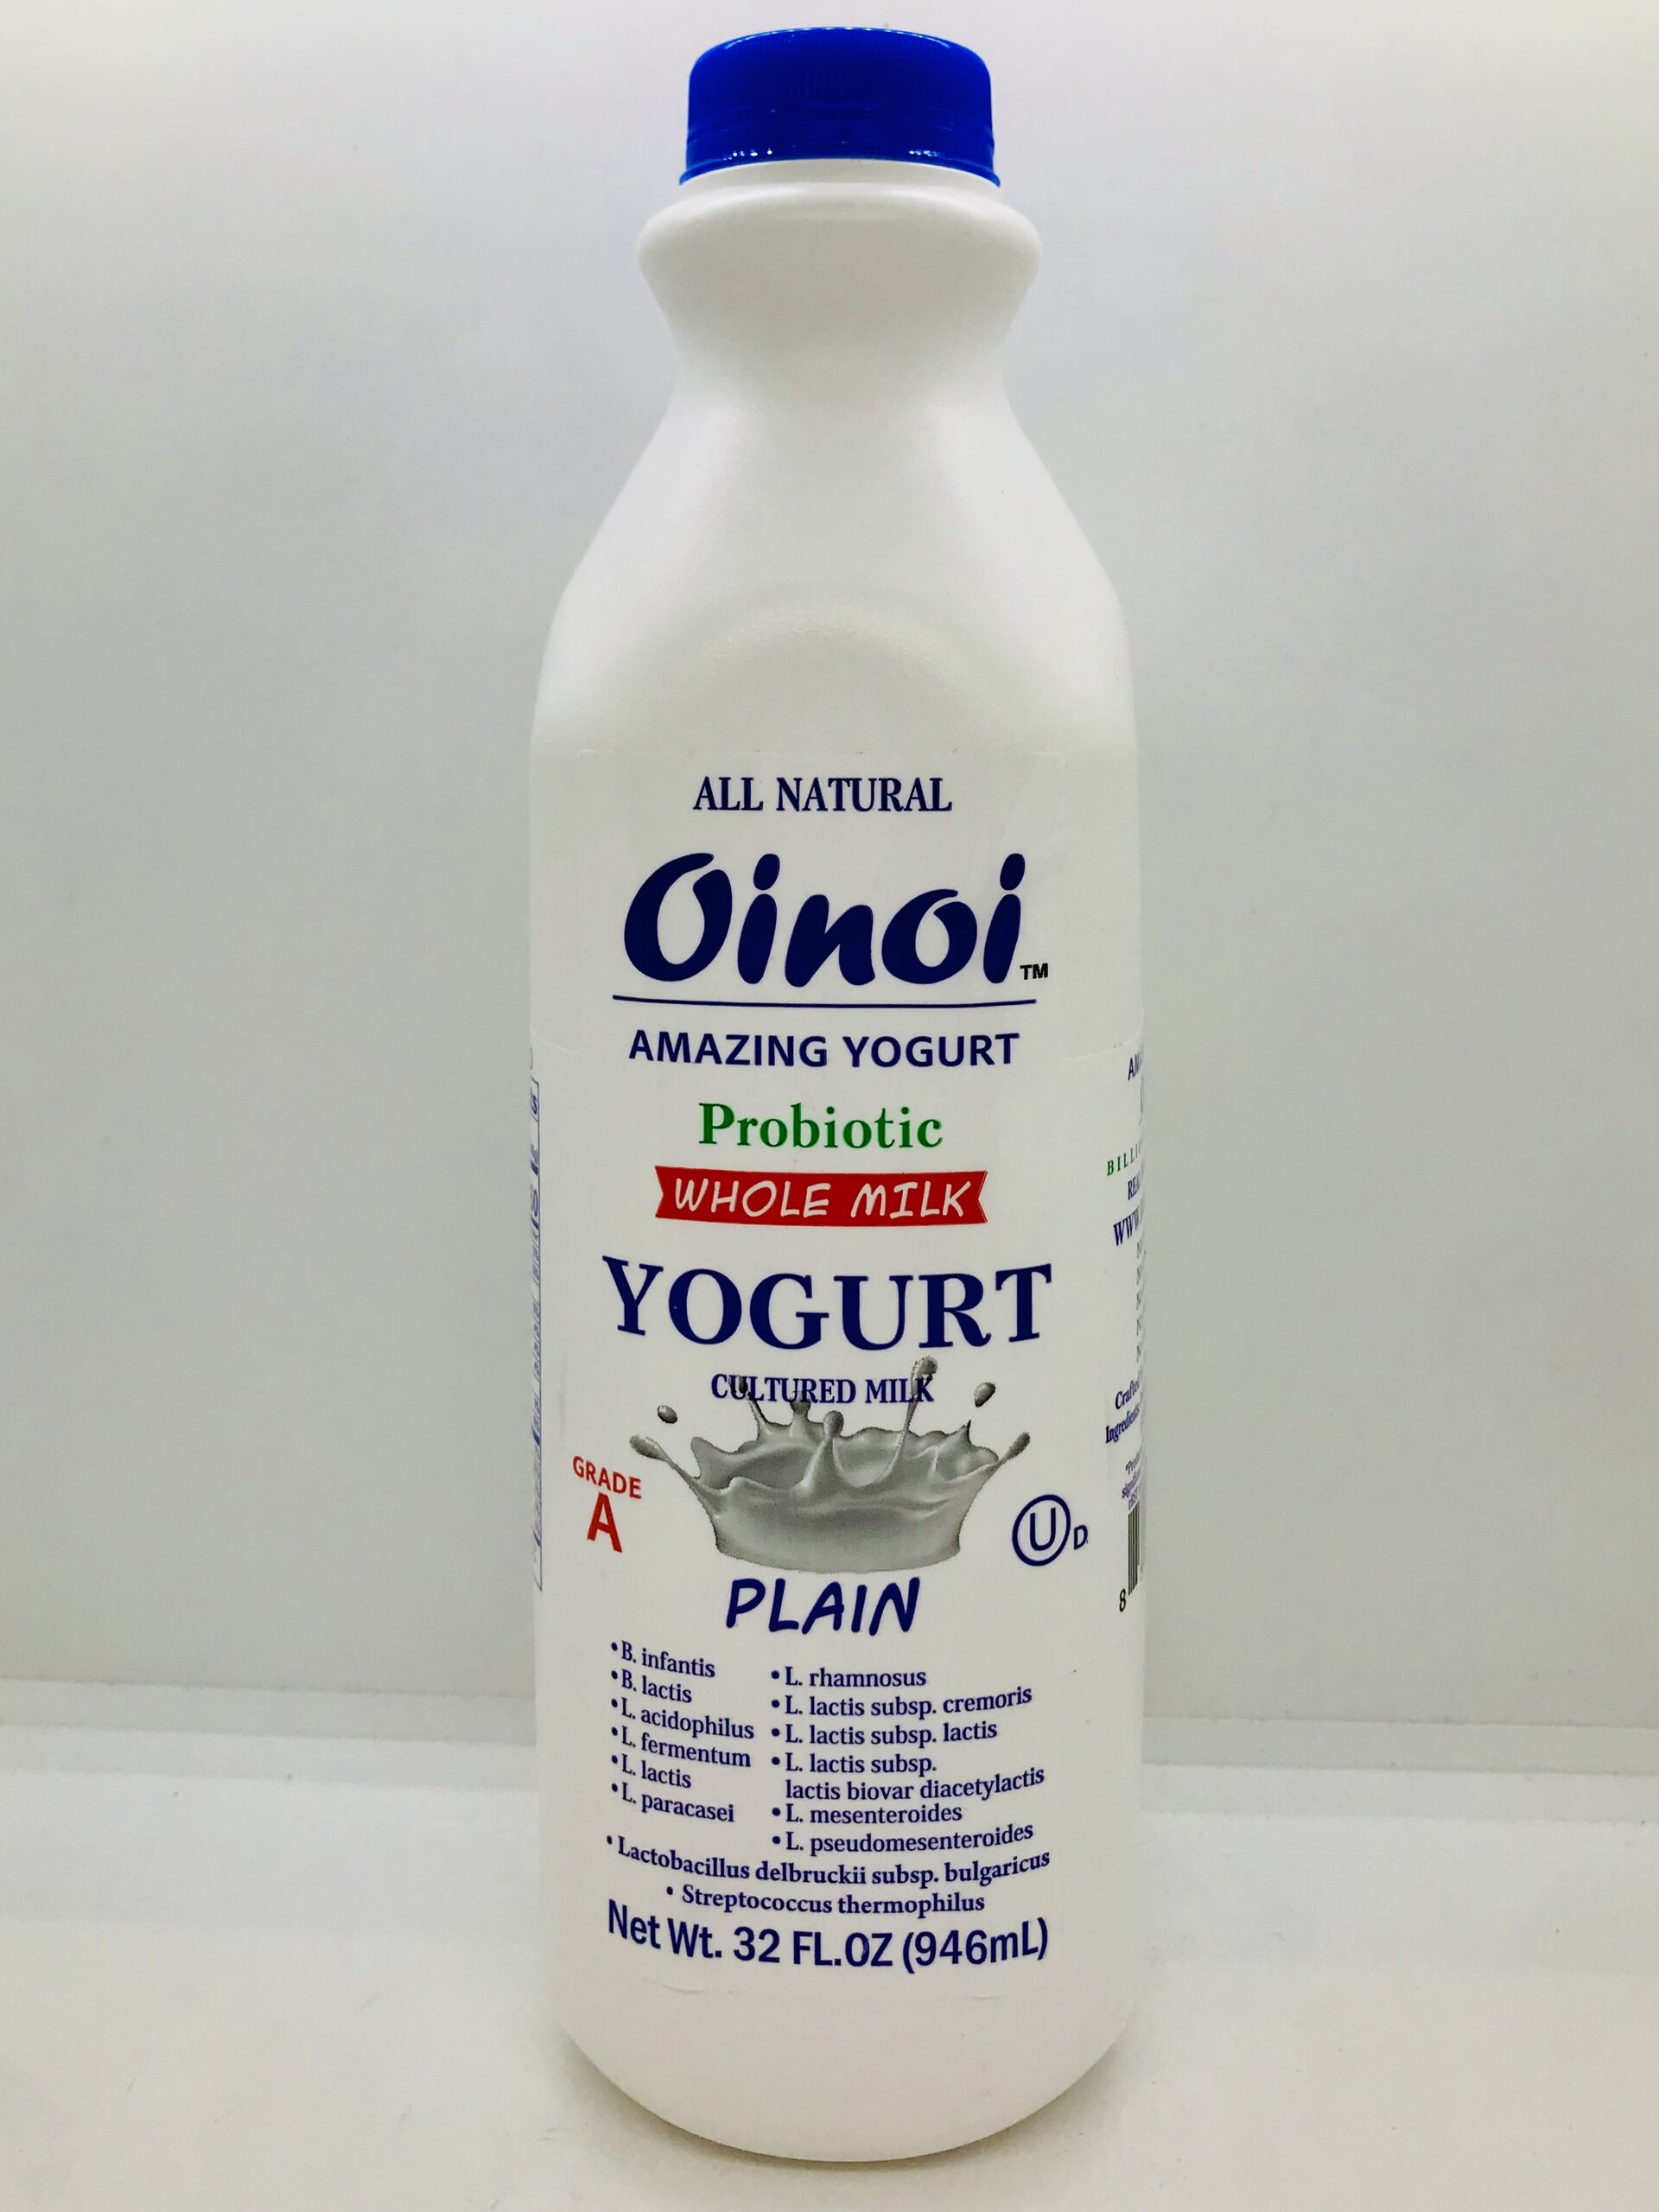 ALL NATURAL
Oinoi™
AMAZING YOGURT
Probiotic
WHOLE MILK
YOGURT
CULTURED MILK
GRADE
A
U D
PLAIN
• B. infantis
• B. lactis
• L. acidophilus
• L. fermentum
• L. lactis
• L. paracasei
• L. rhamnosus
• L. lactis subsp. cremoris
• L. lactis subsp. lactis
• L. lactis subsp.
lactis biovar diacetylactis
• L. mesenteroides
• L. pseudomesenteroides
• Lactobacillus delbruckii subsp. bulgaricus
• Streptococcus thermophilus
Net Wt. 32 FL.OZ (946mL)
8